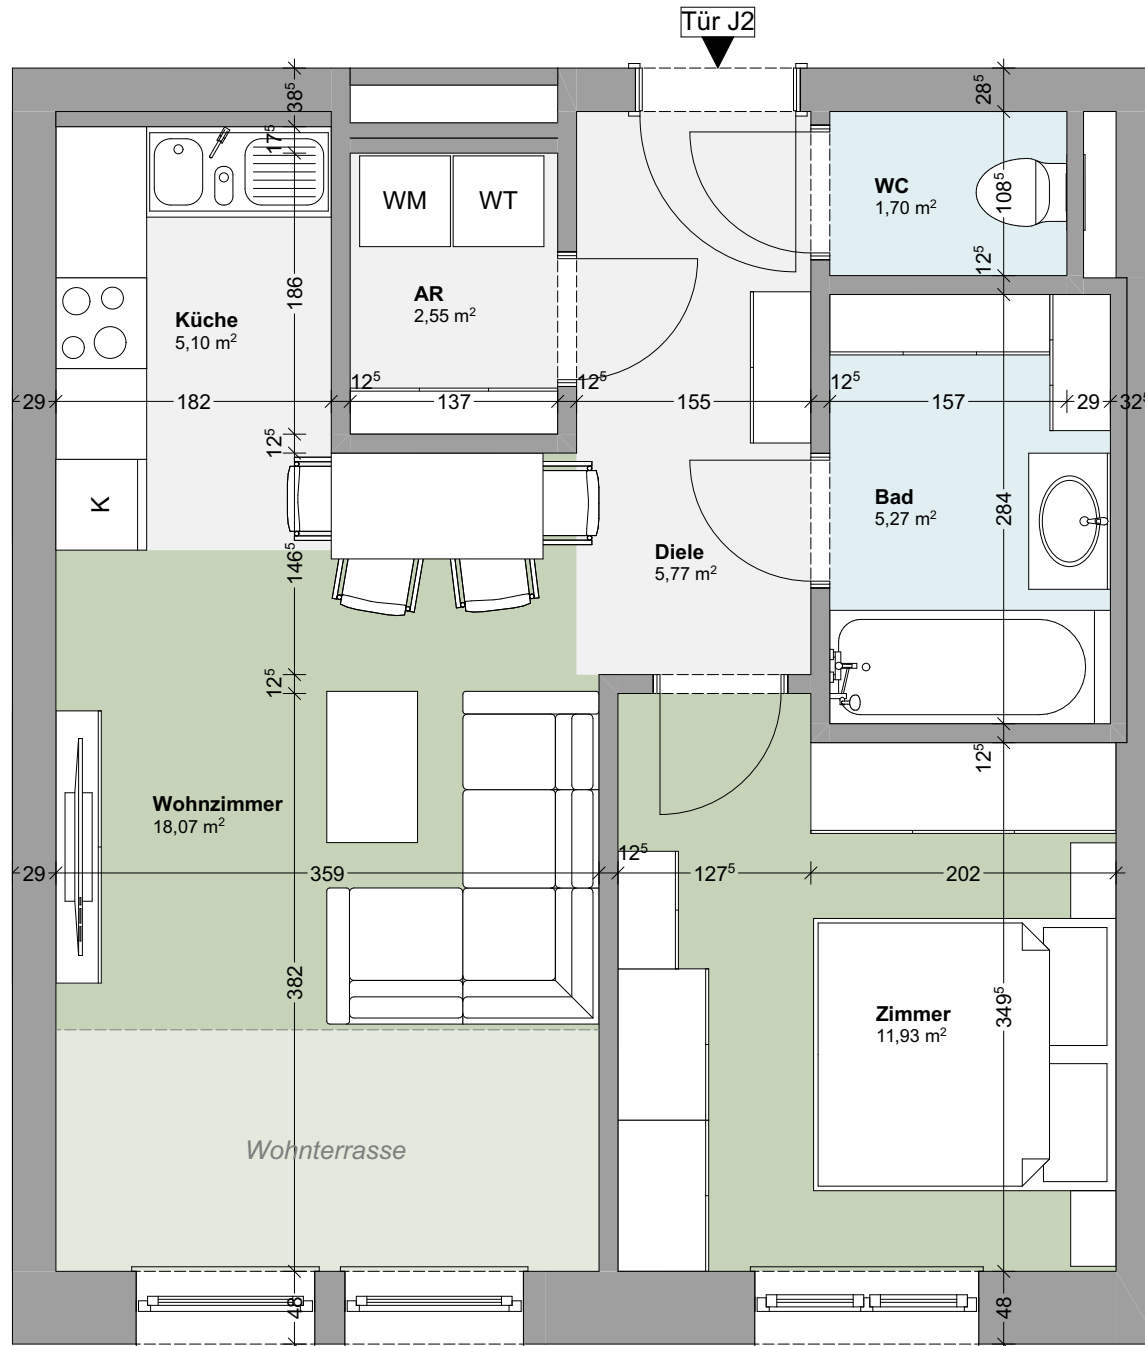 Tür J2
38⁵
28⁵
17⁵
WM
WT
WC
1,70 m²
108⁵
12⁵
186
AR
2,55 m²
Küche
5,10 m²
29
182
12⁵
137
12⁵
155
12⁵
157
29
32⁵
12⁵
K
146⁵
Bad
5,27 m²
284
Diele
5,77 m²
12⁵
12⁵
Wohnzimmer
18,07 m²
29
359
12⁵
127⁵
202
382
Zimmer
11,93 m²
349⁵
Wohnterrasse
48
48